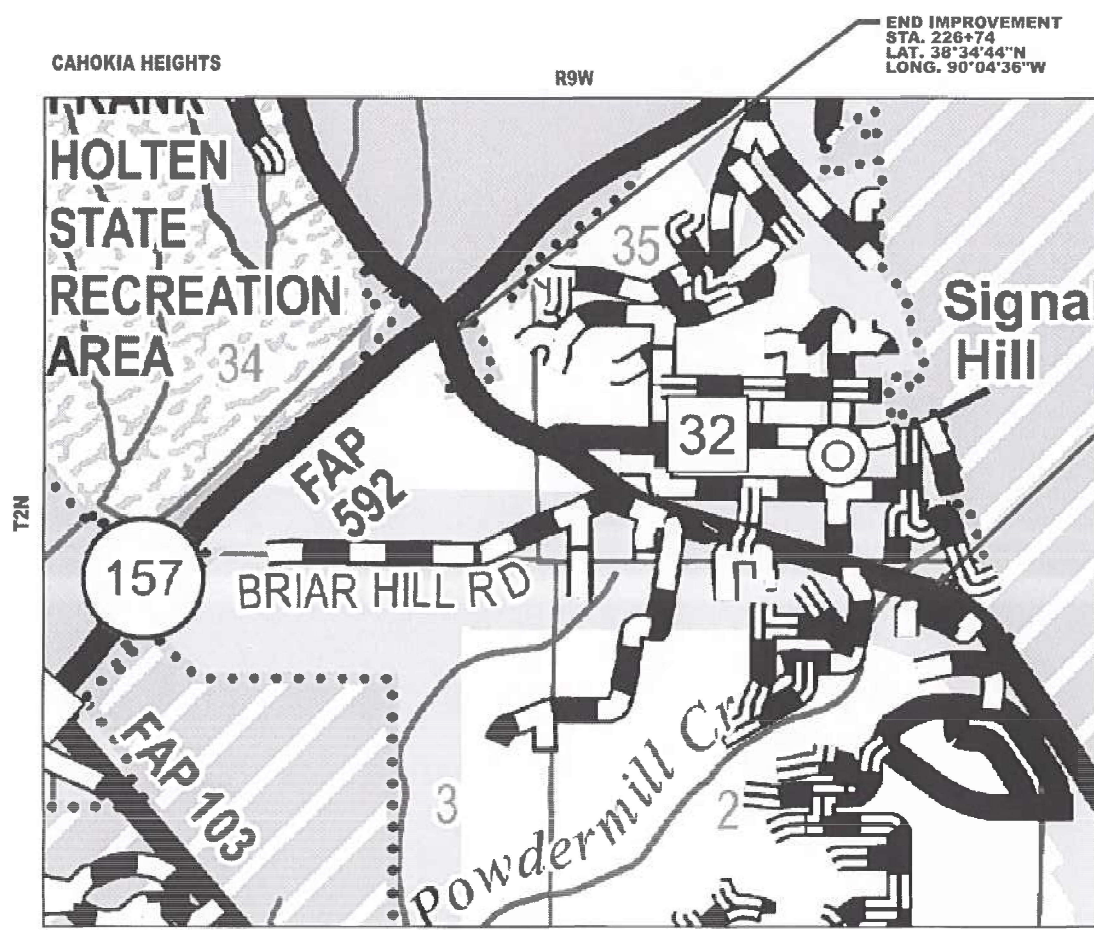 END IMPROVEMENT
STA. 226+74
LAT. 38°34'44"N
LONG. 90°04'36"W
CAHOKIA HEIGHTS
R9W
FRANK
HOLTEN
STATE
RECREATION
AREA
34
35
Signal
Hill
32
FAP
592
T2N
157
BRIAR HILL RD
FAP 103
3
2
Powdermill Cr